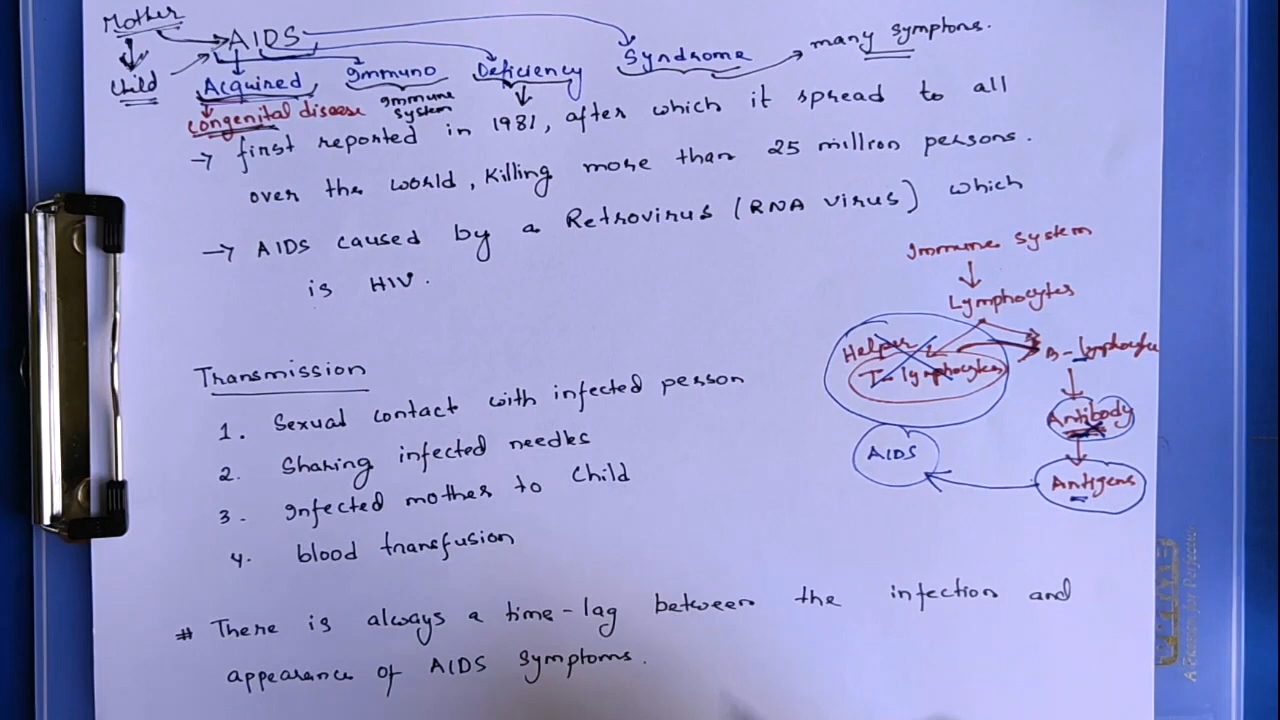 Mother
AIDS
Child
Acquired Immuno Deficiency Syndrome many symptoms.
congenital disease
immune system
→ first reported in 1981, after which it spread to all
over the world, killing more than 25 million persons.
→ AIDS caused by a Retrovirus (RNA virus) which
is HIV.
Immune system
Lymphocytes
Helper
T-lymphocytes
B-lymphocyte
Antibody
AIDS
Antigens
Transmission
1. Sexual contact with infected person
2. Sharing infected needles
3. Infected mother to Child
4. blood transfusion
# There is always a time-lag between the infection and
appearance of AIDS symptoms.
A Passion for Perfection